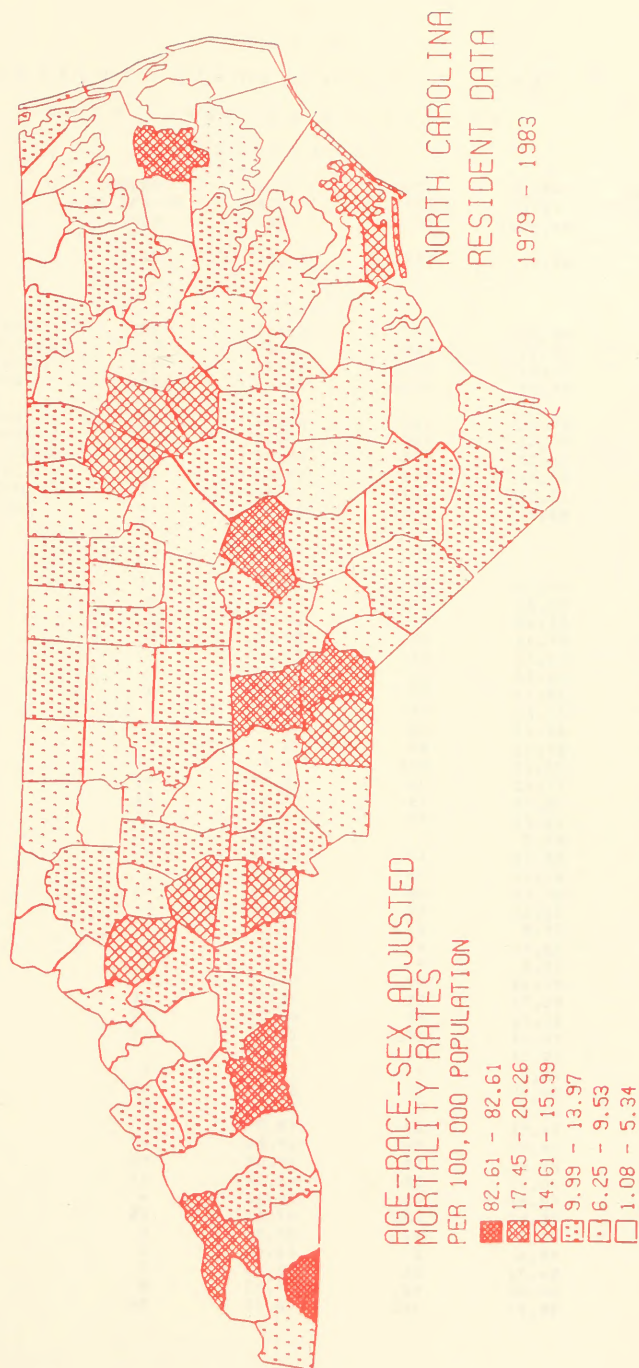 NORTH CAROLINA
RESIDENT DATA
1979 - 1983
AGE-RACE-SEX ADJUSTED
MORTALITY RATES
PER 100,000 POPULATION
82.61 - 82.61
17.45 - 20.26
14.61 - 15.99
9.99 - 13.97
6.25 - 9.53
1.08 - 5.34